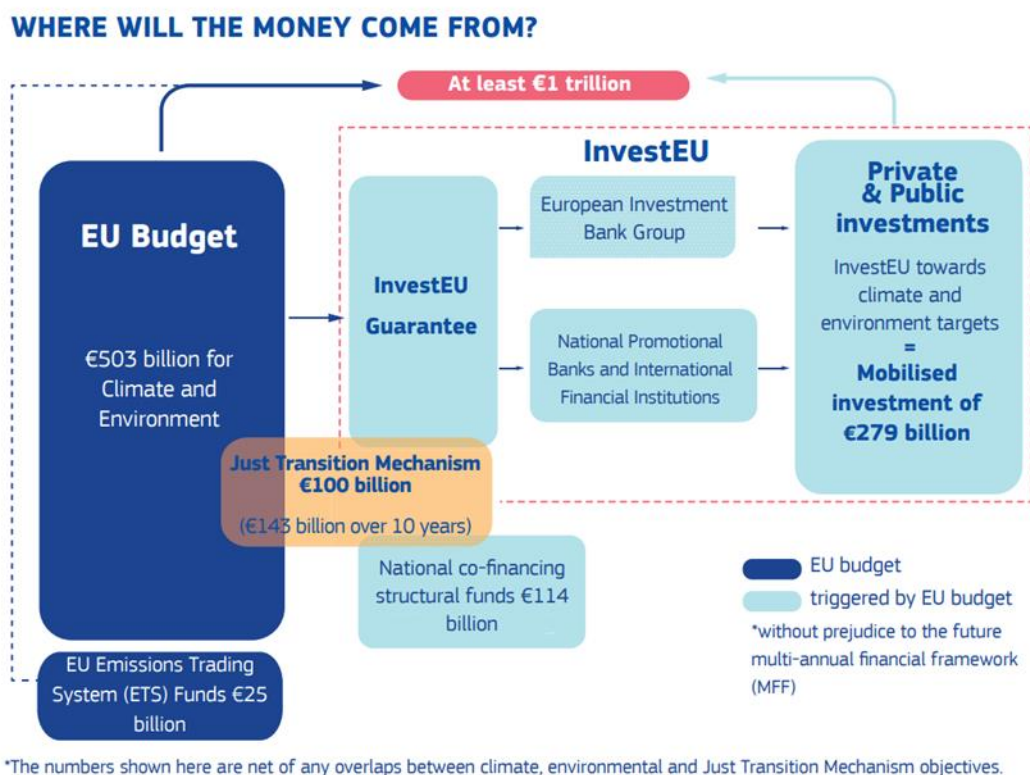 WHERE WILL THE MONEY COME FROM?
At least €1 trillion
EU Budget
€503 billion for
Climate and
Environment
InvestEU
InvestEU
Guarantee
European Investment
Bank Group
National Promotional
Banks and International
Financial Institutions
Private
& Public
investments
InvestEU towards
climate and
environment targets
=
Mobilised
investment of
€279 billion
Just Transition Mechanism
€100 billion
(€143 billion over 10 years)
National co-financing
structural funds €114
billion
EU Emissions Trading
System (ETS) Funds €25
billion
EU budget
triggered by EU budget
*without prejudice to the future
multi-annual financial framework
(MFF)
*The numbers shown here are net of any overlaps between climate, environmental and Just Transition Mechanism objectives.